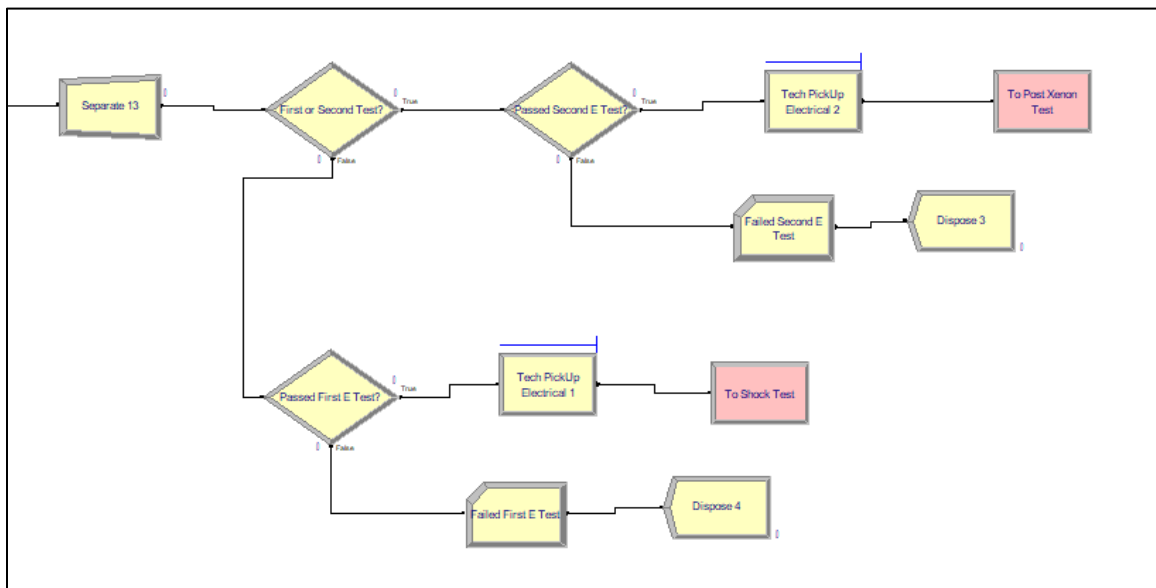 Separate 13
First or Second Test?
True
False
Passed Second E Test?
True
False
Tech PickUp
Electrical 2
To Post Xenon
Test
Failed Second E
Test
Dispose 3
Passed First E Test?
True
False
Tech PickUp
Electrical 1
To Shock Test
Failed First E Test
Dispose 4